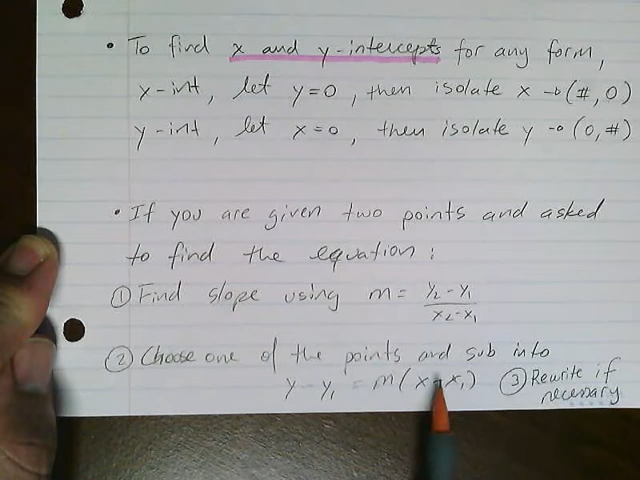 • To find x and y-intercepts for any form,
x-int, let y=0, then isolate x → (#, 0)
y-int, let x=0, then isolate y → (0, #)
• If you are given two points and asked
to find the equation:
① Find slope using m = y₂-y₁ / x₂-x₁
② Choose one of the points and sub into
y - y₁ = m(x-x₁) ③ Rewrite if
necessary